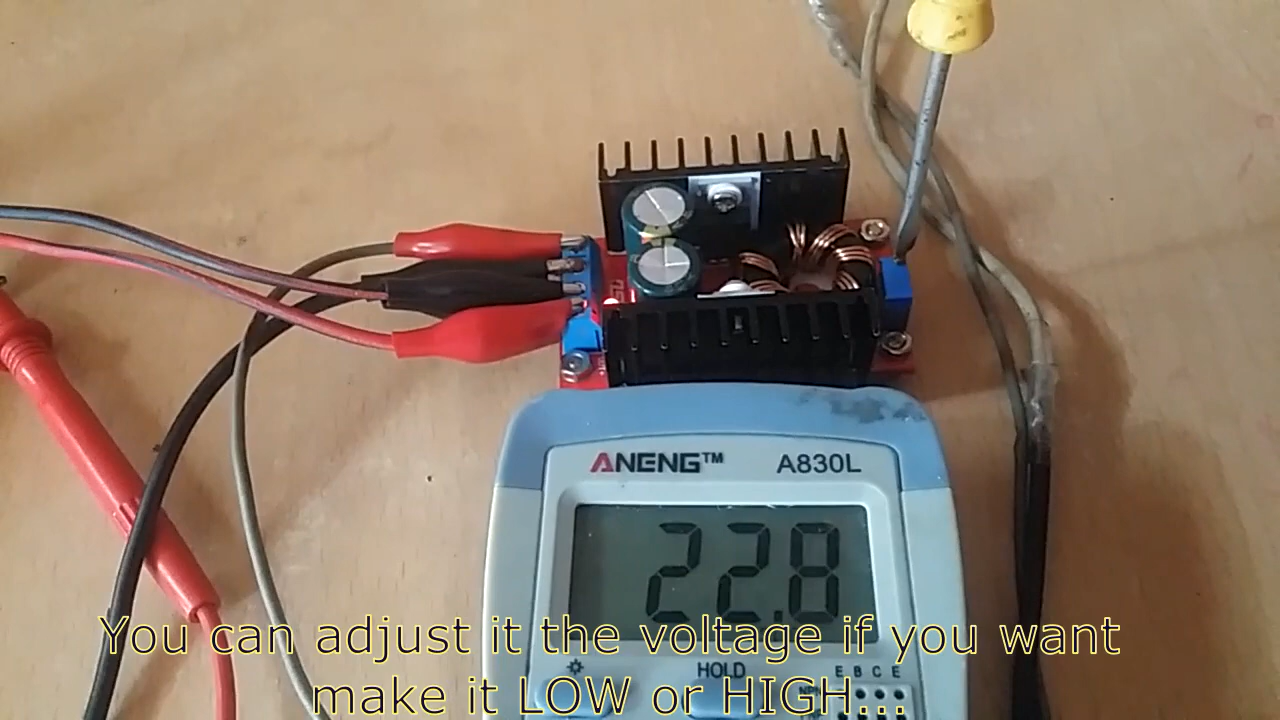 ANENG™ A830L
22.8
You can adjust it the voltage if you want
make it LOW or HIGH...
HOLD
E B C E
NPN